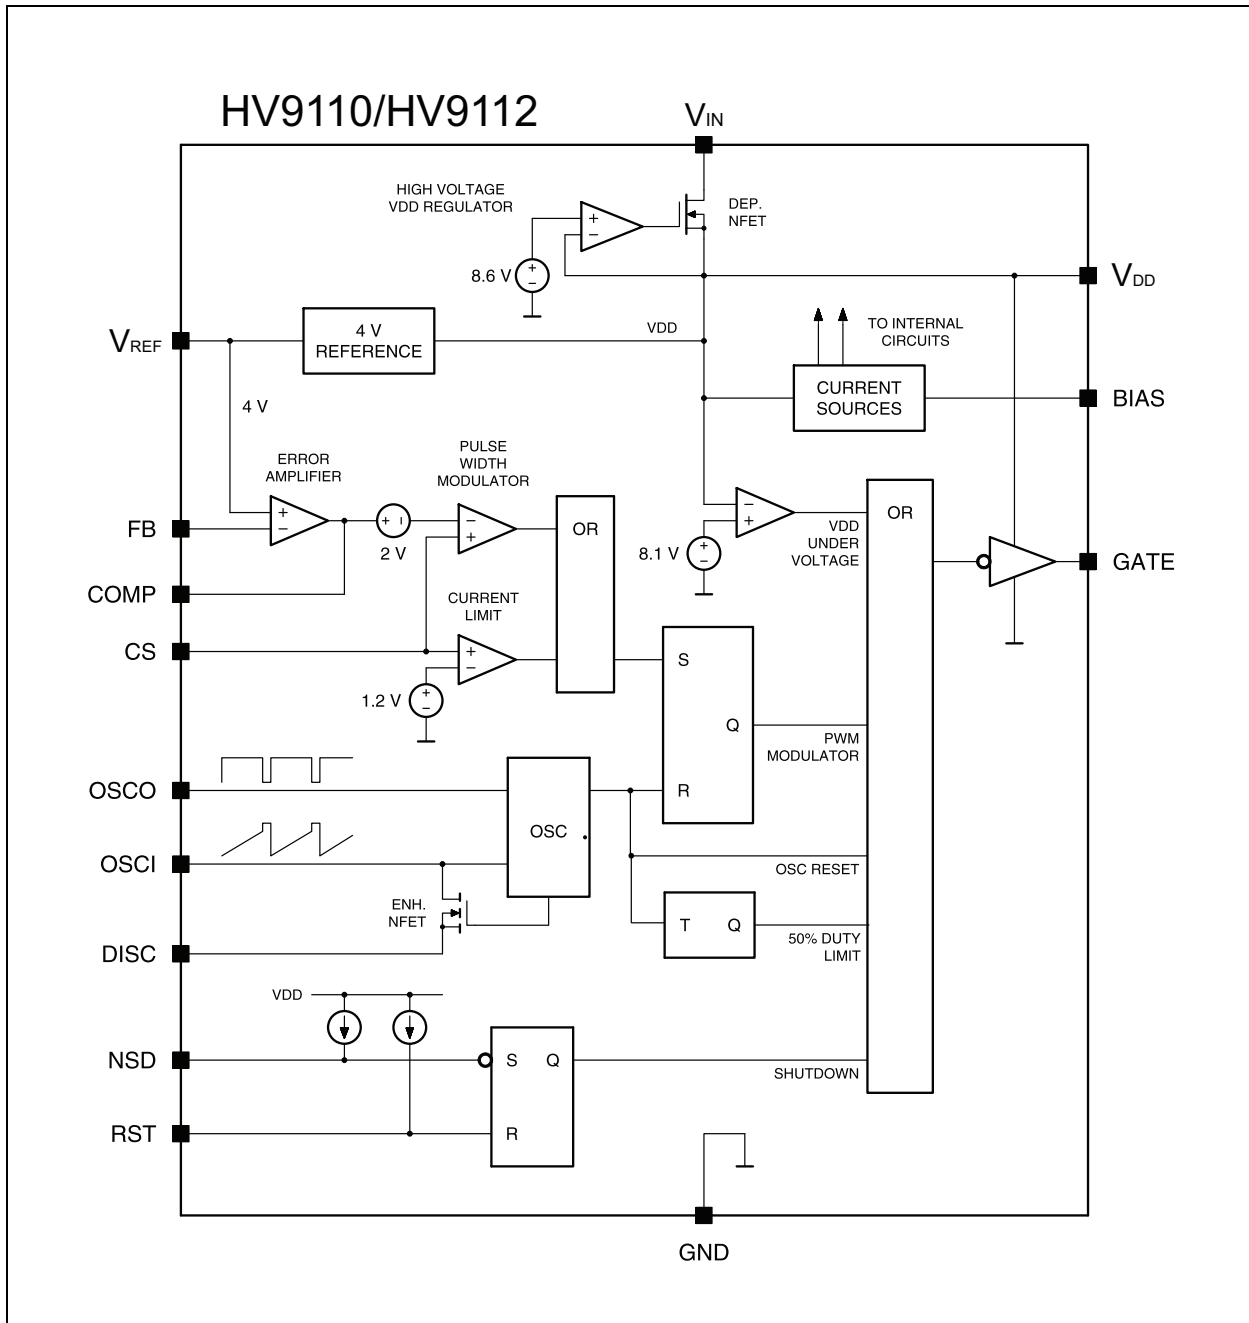 HV9110/HV9112
VIN
HIGH VOLTAGE
VDD REGULATOR
+
−
DEP.
NFET
8.6 V
+
−
VDD
VREF
4 V
REFERENCE
VDD
TO INTERNAL
CIRCUITS
CURRENT
SOURCES
BIAS
4 V
ERROR
AMPLIFIER
+
−
PULSE
WIDTH
MODULATOR
−
+
+ −
2 V
OR
FB
COMP
−
+
8.1 V
+
−
VDD
UNDER
VOLTAGE
OR
GATE
CS
CURRENT
LIMIT
+
−
1.2 V
+
−
S
Q
R
PWM
MODULATOR
OSCO
OSC
OSCI
OSC RESET
ENH.
NFET
T Q
50% DUTY
LIMIT
DISC
VDD
NSD
S Q
R
SHUTDOWN
RST
GND